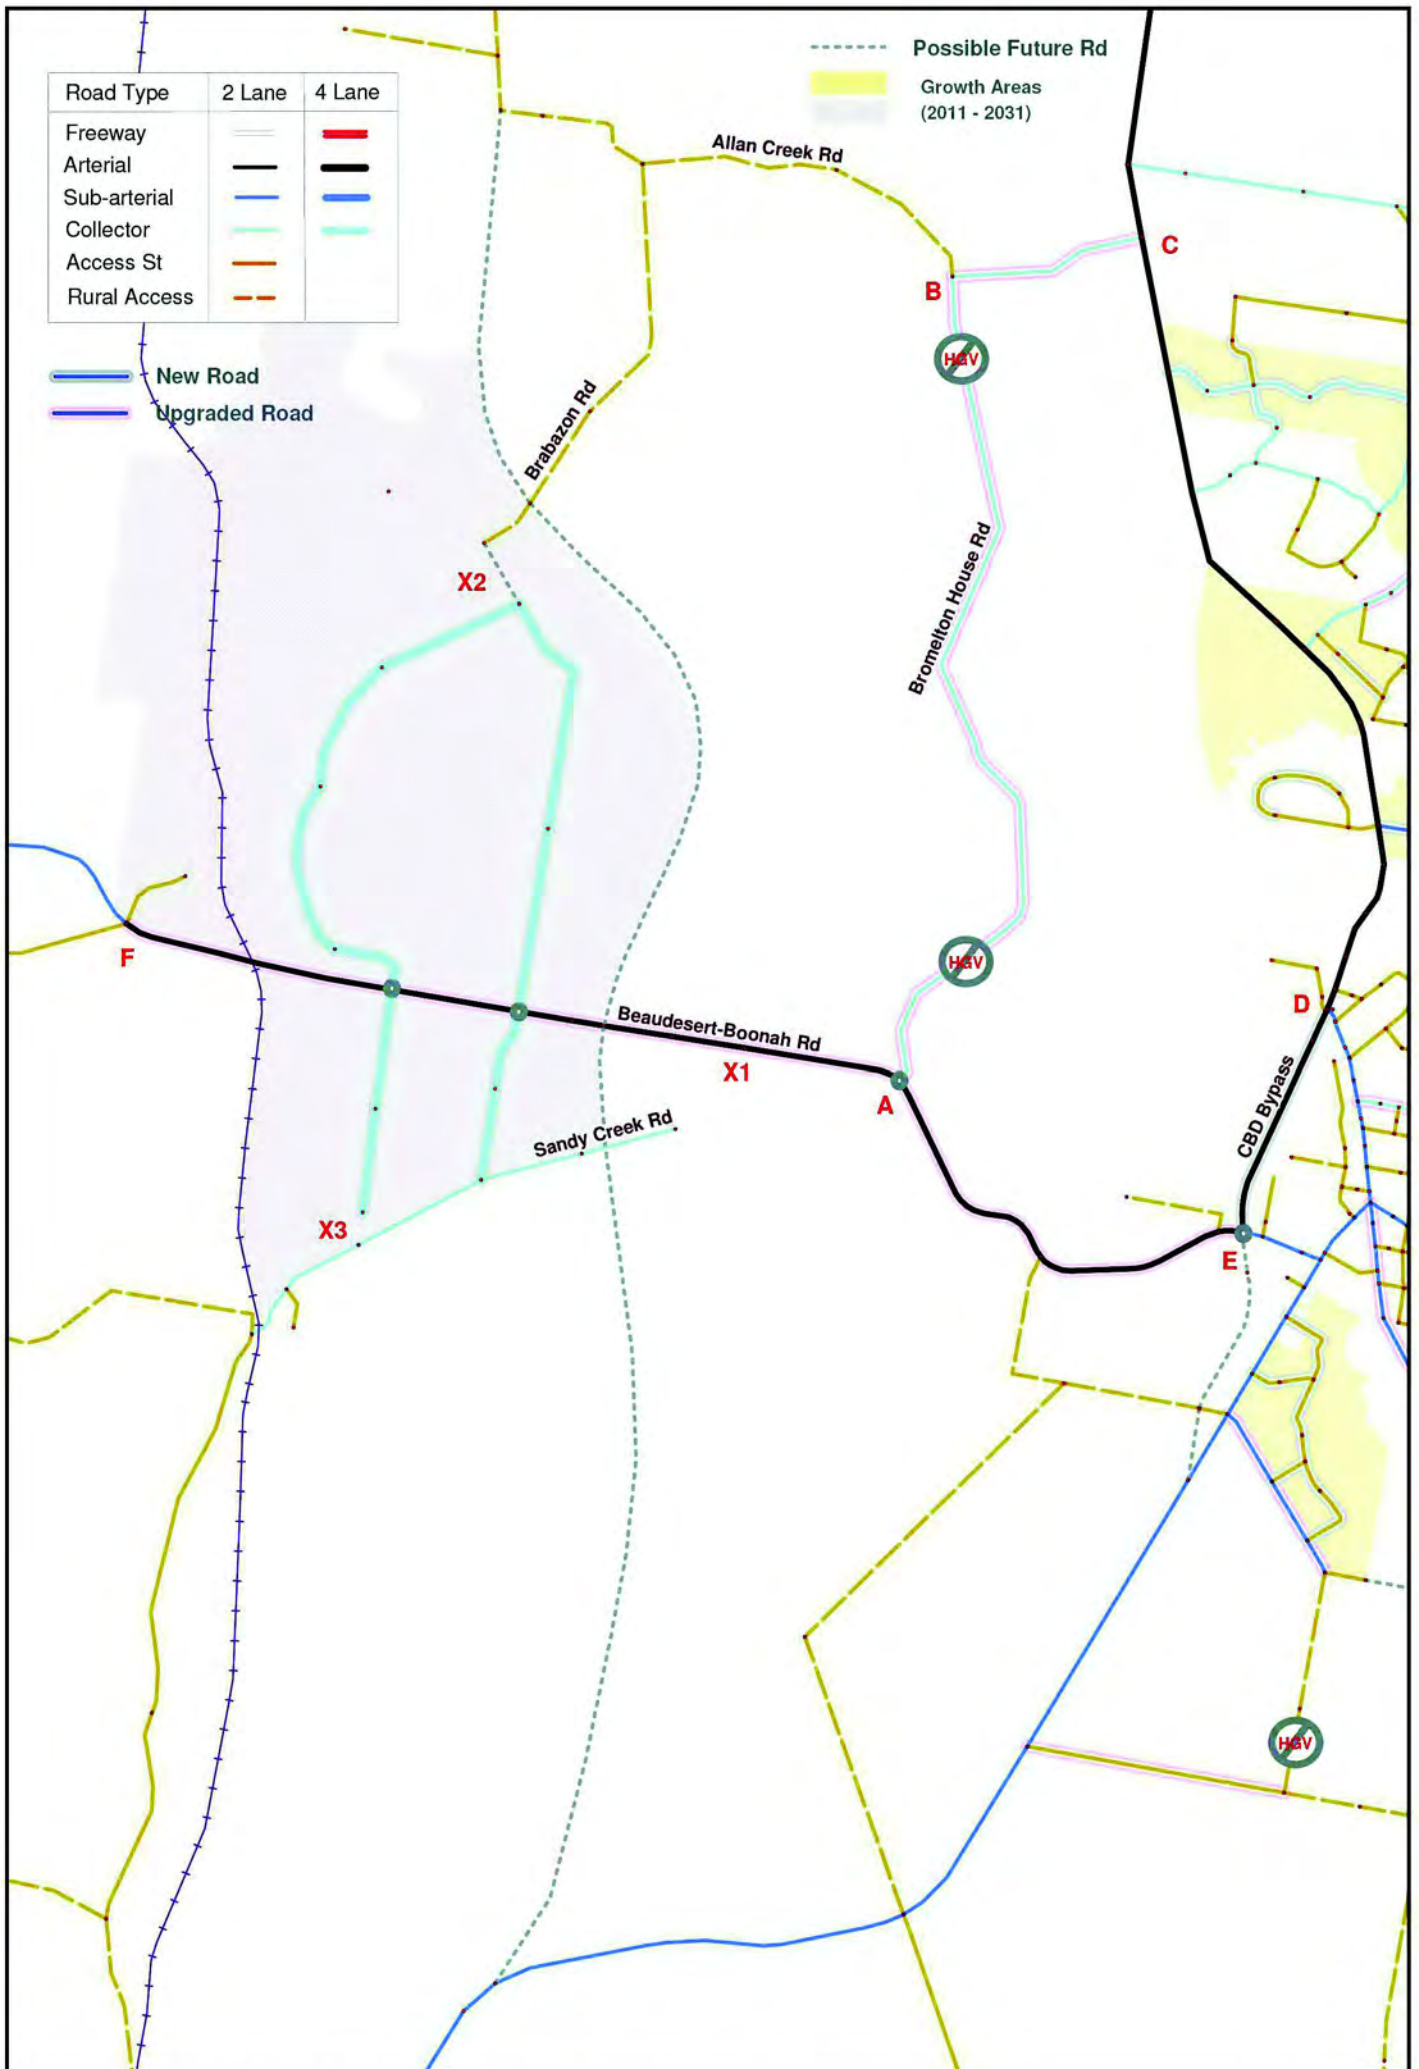 Possible Future Rd
Growth Areas
(2011 - 2031)
Road Type 2 Lane 4 Lane
Freeway
Arterial
Sub-arterial
Collector
Access St
Rural Access
New Road
Upgraded Road
Allan Creek Rd
C
B
HGV
Brabazon Rd
X2
Bromelton House Rd
F
HGV
D
Beaudesert-Boonah Rd
X1
A
CBD Bypass
Sandy Creek Rd
X3
E
HGV